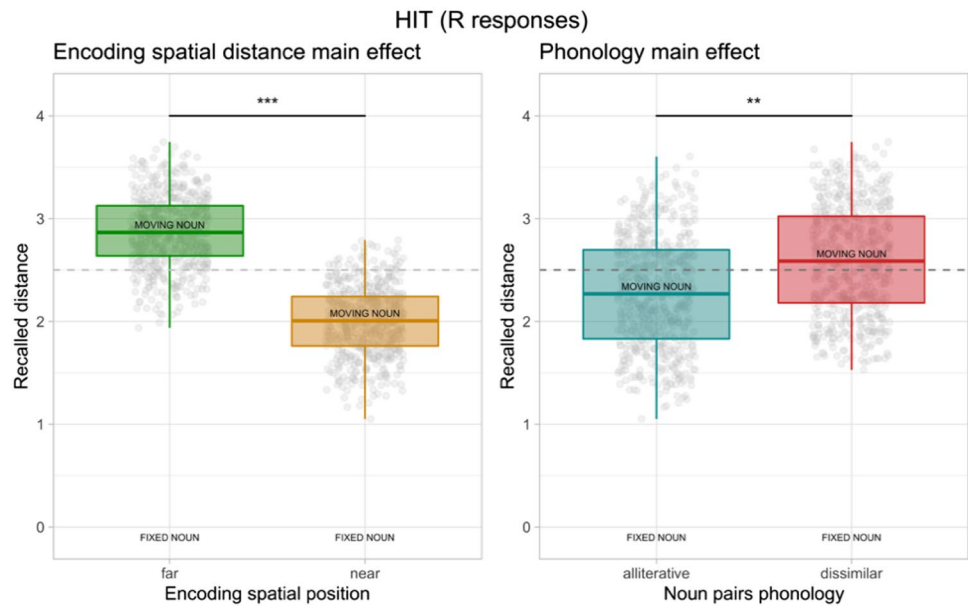 HIT (R responses)
Encoding spatial distance main effect
***
4
3
2
1
0
Recalled distance
MOVING NOUN
MOVING NOUN
FIXED NOUN
FIXED NOUN
far
near
Encoding spatial position
Phonology main effect
**
4
3
2
1
0
Recalled distance
MOVING NOUN
MOVING NOUN
FIXED NOUN
FIXED NOUN
alliterative
dissimilar
Noun pairs phonology